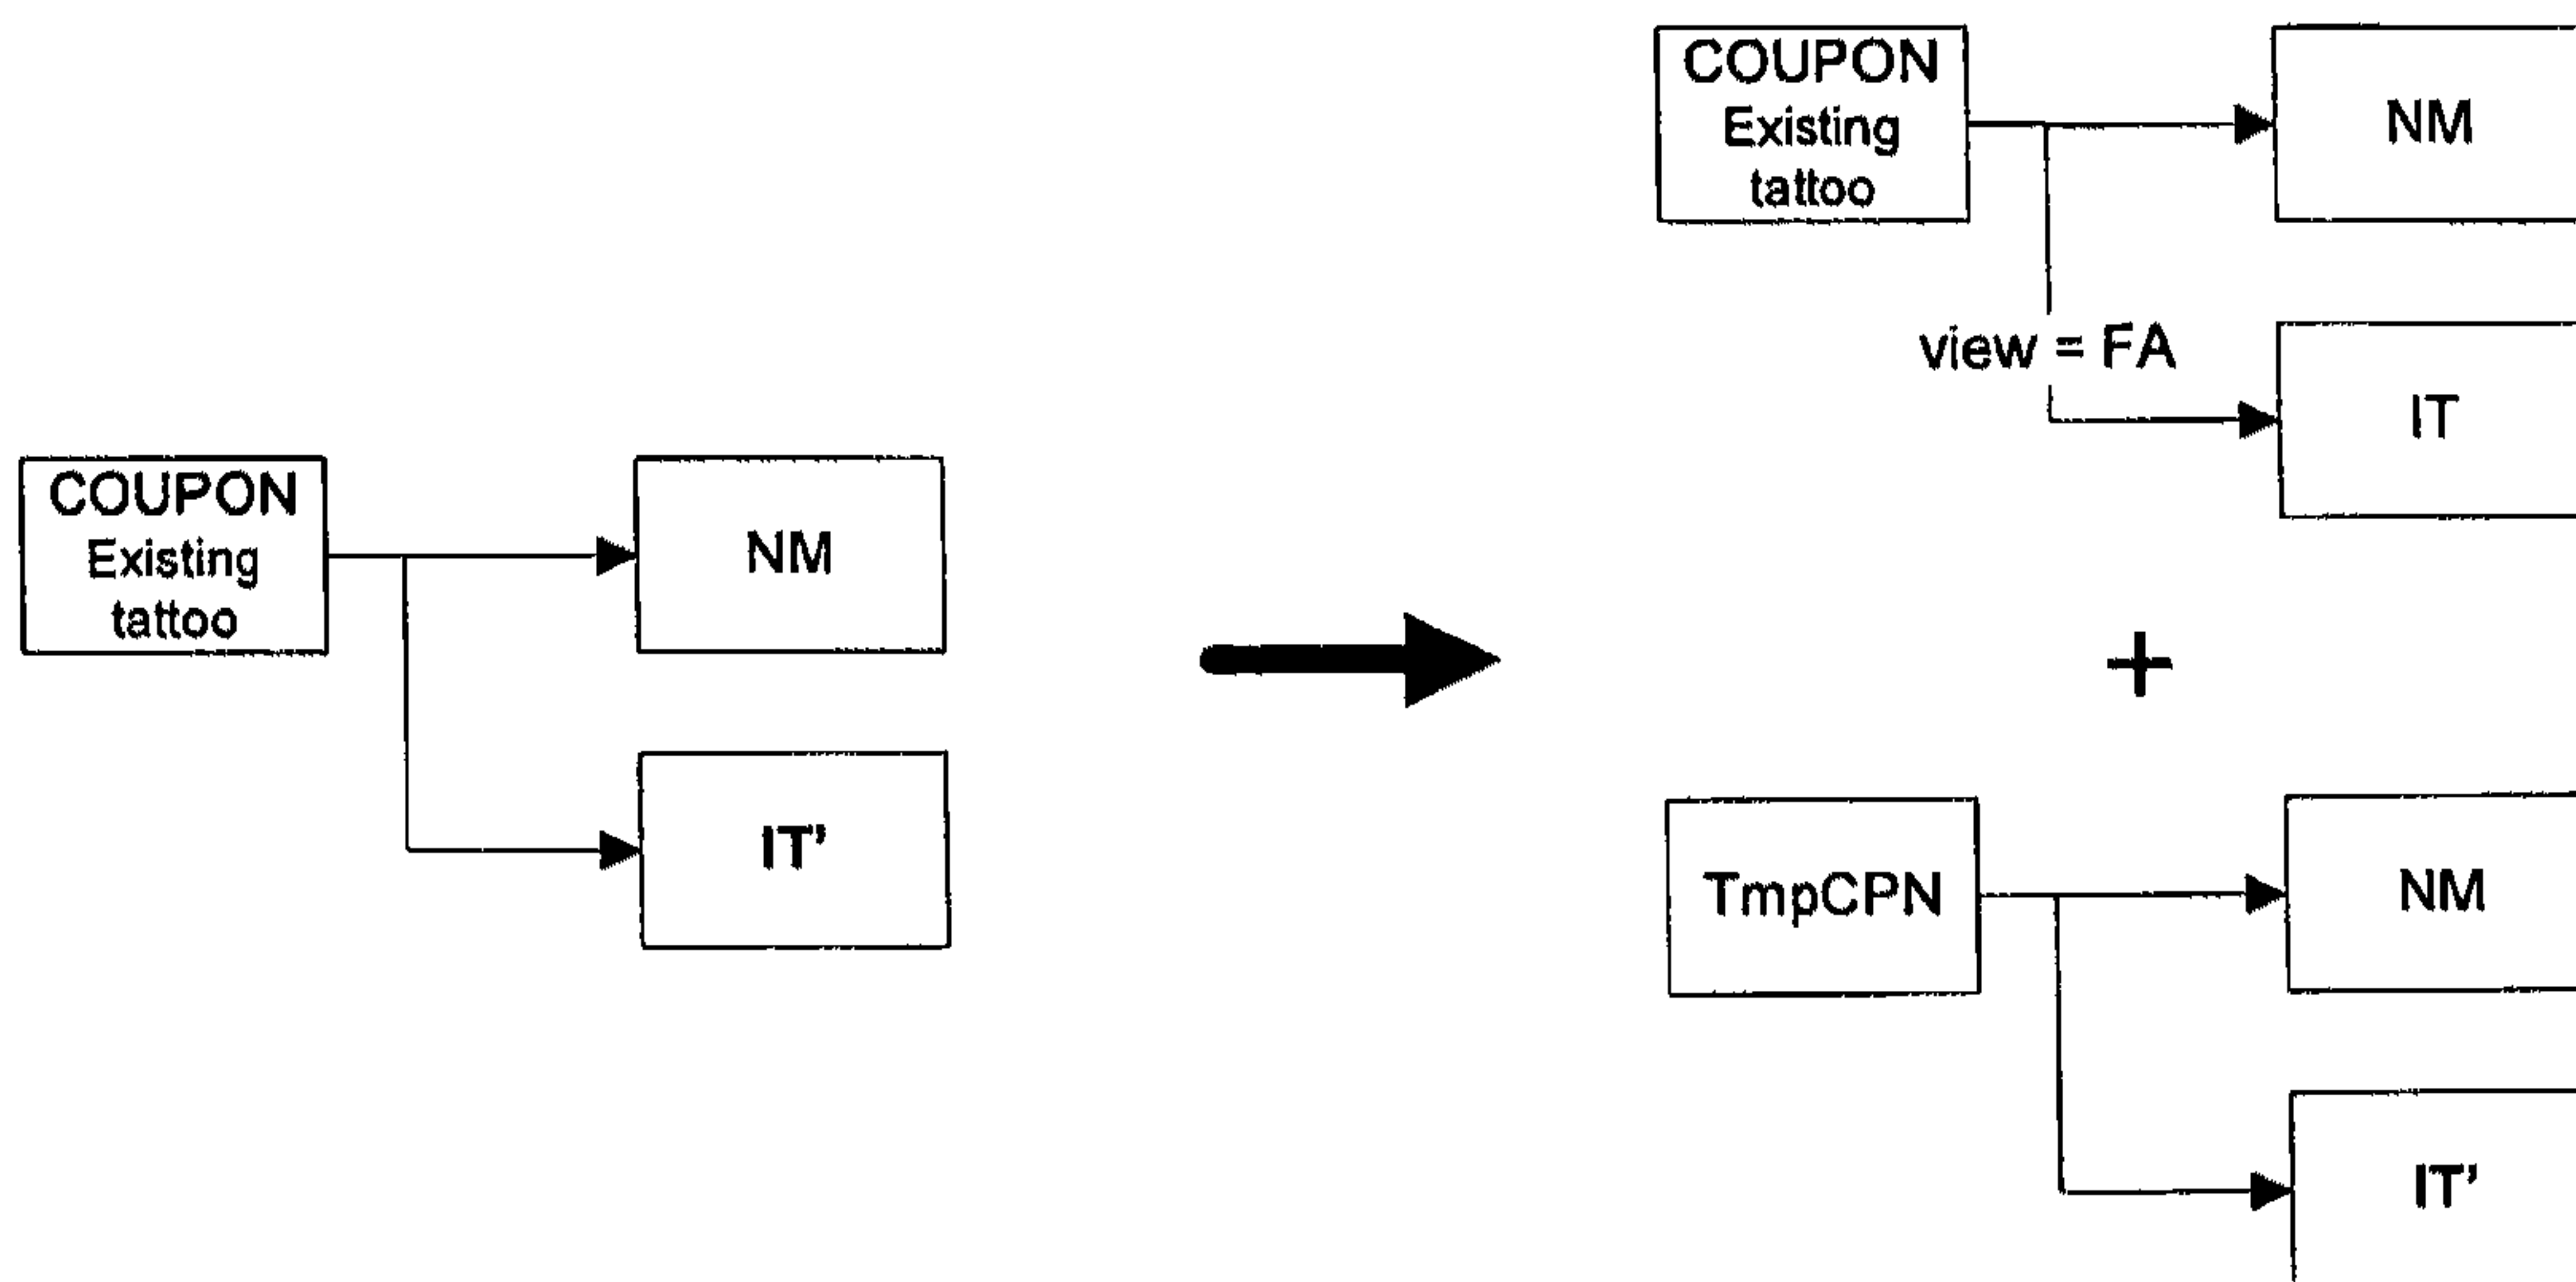 COUPON
Existing
tattoo
NM
IT’
COUPON
Existing
tattoo
NM
view = FA
IT
+
TmpCPN
NM
IT’